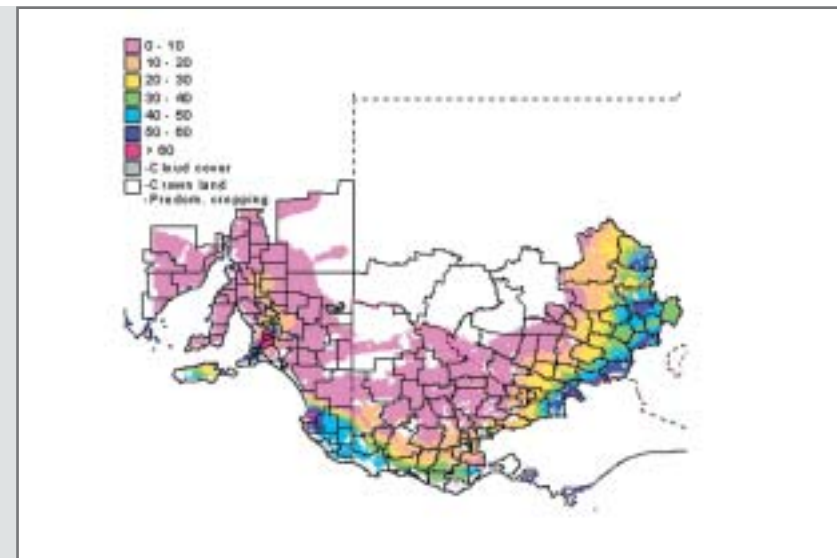 0 - 10
10 - 20
20 - 30
30 - 40
40 - 50
50 - 60
> 60
-Cloud cover
-Crown land
-Predom. cropping